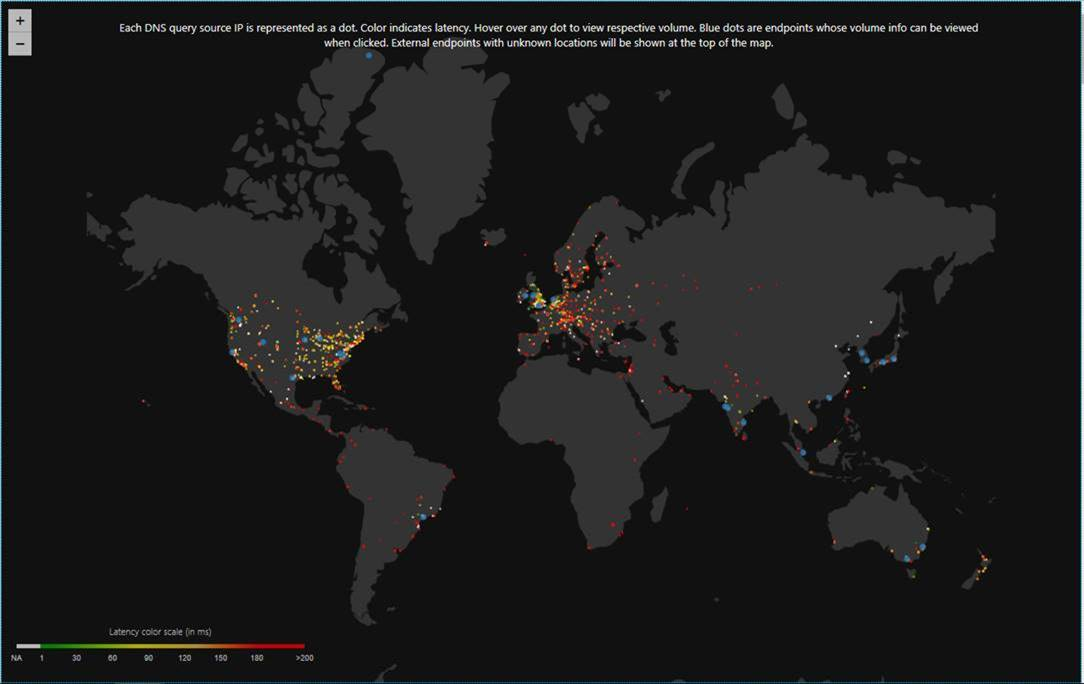 +
−
Each DNS query source IP is represented as a dot. Color indicates latency. Hover over any dot to view respective volume. Blue dots are endpoints whose volume info can be viewed
when clicked. External endpoints with unknown locations will be shown at the top of the map.
Latency color scale (in ms)
NA 1 30 60 90 120 150 180 >200